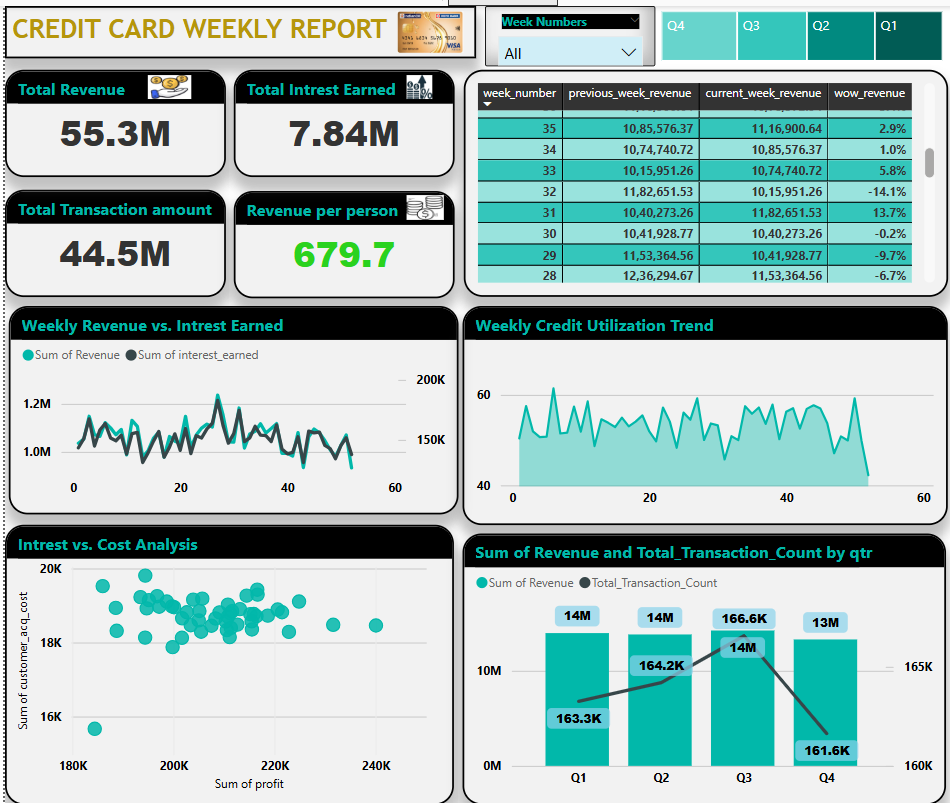 CREDIT CARD WEEKLY REPORT
VISA
Week Numbers
All
Q4
Q3
Q2
Q1
Total Revenue
55.3M
Total Intrest Earned
7.84M
Total Transaction amount
44.5M
Revenue per person
679.7
week_number previous_week_revenue current_week_revenue wow_revenue
35 10,85,576.37 11,16,900.64 2.9%
34 10,74,740.72 10,85,576.37 1.0%
33 10,15,951.26 10,74,740.72 5.8%
32 11,82,651.53 10,15,951.26 -14.1%
31 10,40,273.26 11,82,651.53 13.7%
30 10,41,928.77 10,40,273.26 -0.2%
29 11,53,364.56 10,41,928.77 -9.7%
28 12,36,294.67 11,53,364.56 -6.7%
Weekly Revenue vs. Intrest Earned
Sum of Revenue Sum of interest_earned
200K
1.2M
150K
1.0M
0 20 40 60
Weekly Credit Utilization Trend
60
40
0 20 40 60
Intrest vs. Cost Analysis
20K
18K
16K
Sum of customer_acq_cost
180K 200K 220K 240K
Sum of profit
Sum of Revenue and Total_Transaction_Count by qtr
Sum of Revenue Total_Transaction_Count
14M 14M 166.6K 13M
14M
164.2K
10M
165K
163.3K
161.6K
0M
160K
Q1 Q2 Q3 Q4